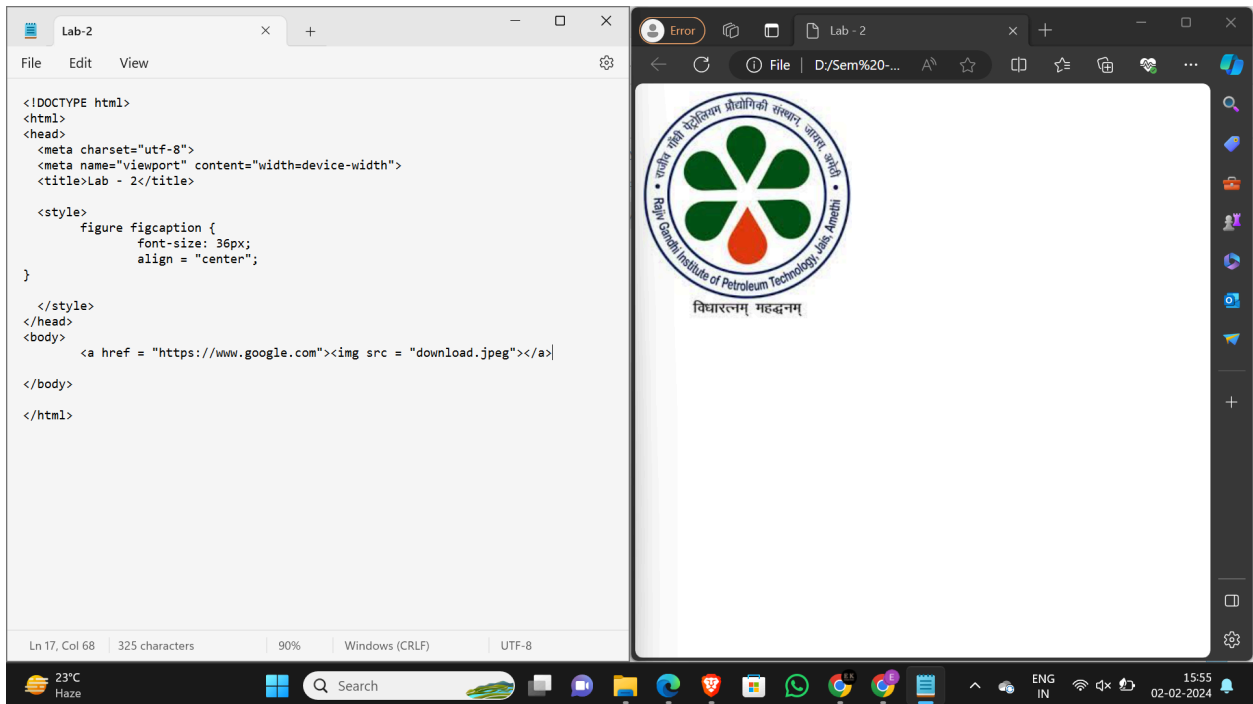 Lab-2
File Edit View
<!DOCTYPE html>
<html>
<head>
<meta charset="utf-8">
<meta name="viewport" content="width=device-width">
<title>Lab - 2</title>
<style>
figure figcaption {
font-size: 36px;
align = "center";
}
</style>
</head>
<body>
<a href = "https://www.google.com"><img src = "download.jpeg"></a>
</body>
</html>
Ln 17, Col 68 325 characters 90% Windows (CRLF) UTF-8
Error Lab - 2
File D:/Sem%20-...
राजीव गाँधी पेट्रोलियम प्रौद्योगिकी संस्थान, जायस, अमेठी
Rajiv Gandhi Institute of Petroleum Technology, Jais, Amethi
विद्यारत्नम् महद्धनम्
23°C
Haze
Search
ENG
IN
15:55
02-02-2024